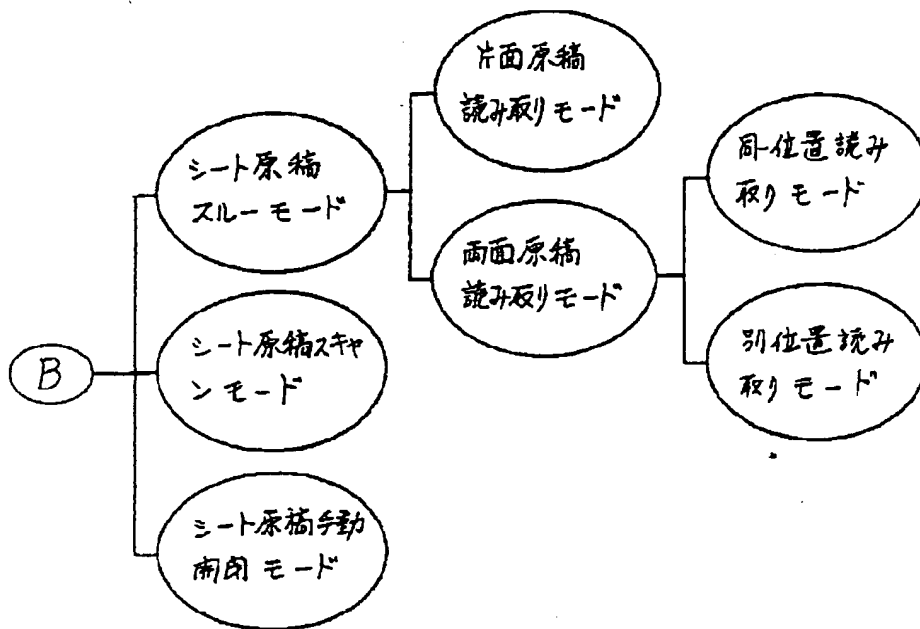 片面原稿
読み取りモード
シート原稿
スルーモード
同一位置読み
取りモード
両面原稿
読み取りモード
B
シート原稿スキャ
ンモード
別位置読み
取りモード
シート原稿手動
開閉モード